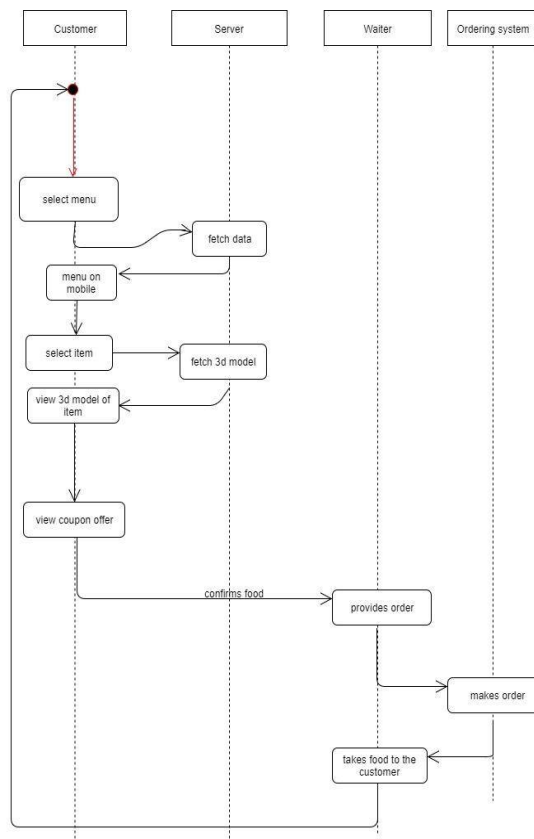 Customer
Server
Waiter
Ordering system
select menu
fetch data
menu on
mobile
select item
fetch 3d model
view 3d model of
item
view coupon offer
confirms food
provides order
makes order
takes food to the
customer